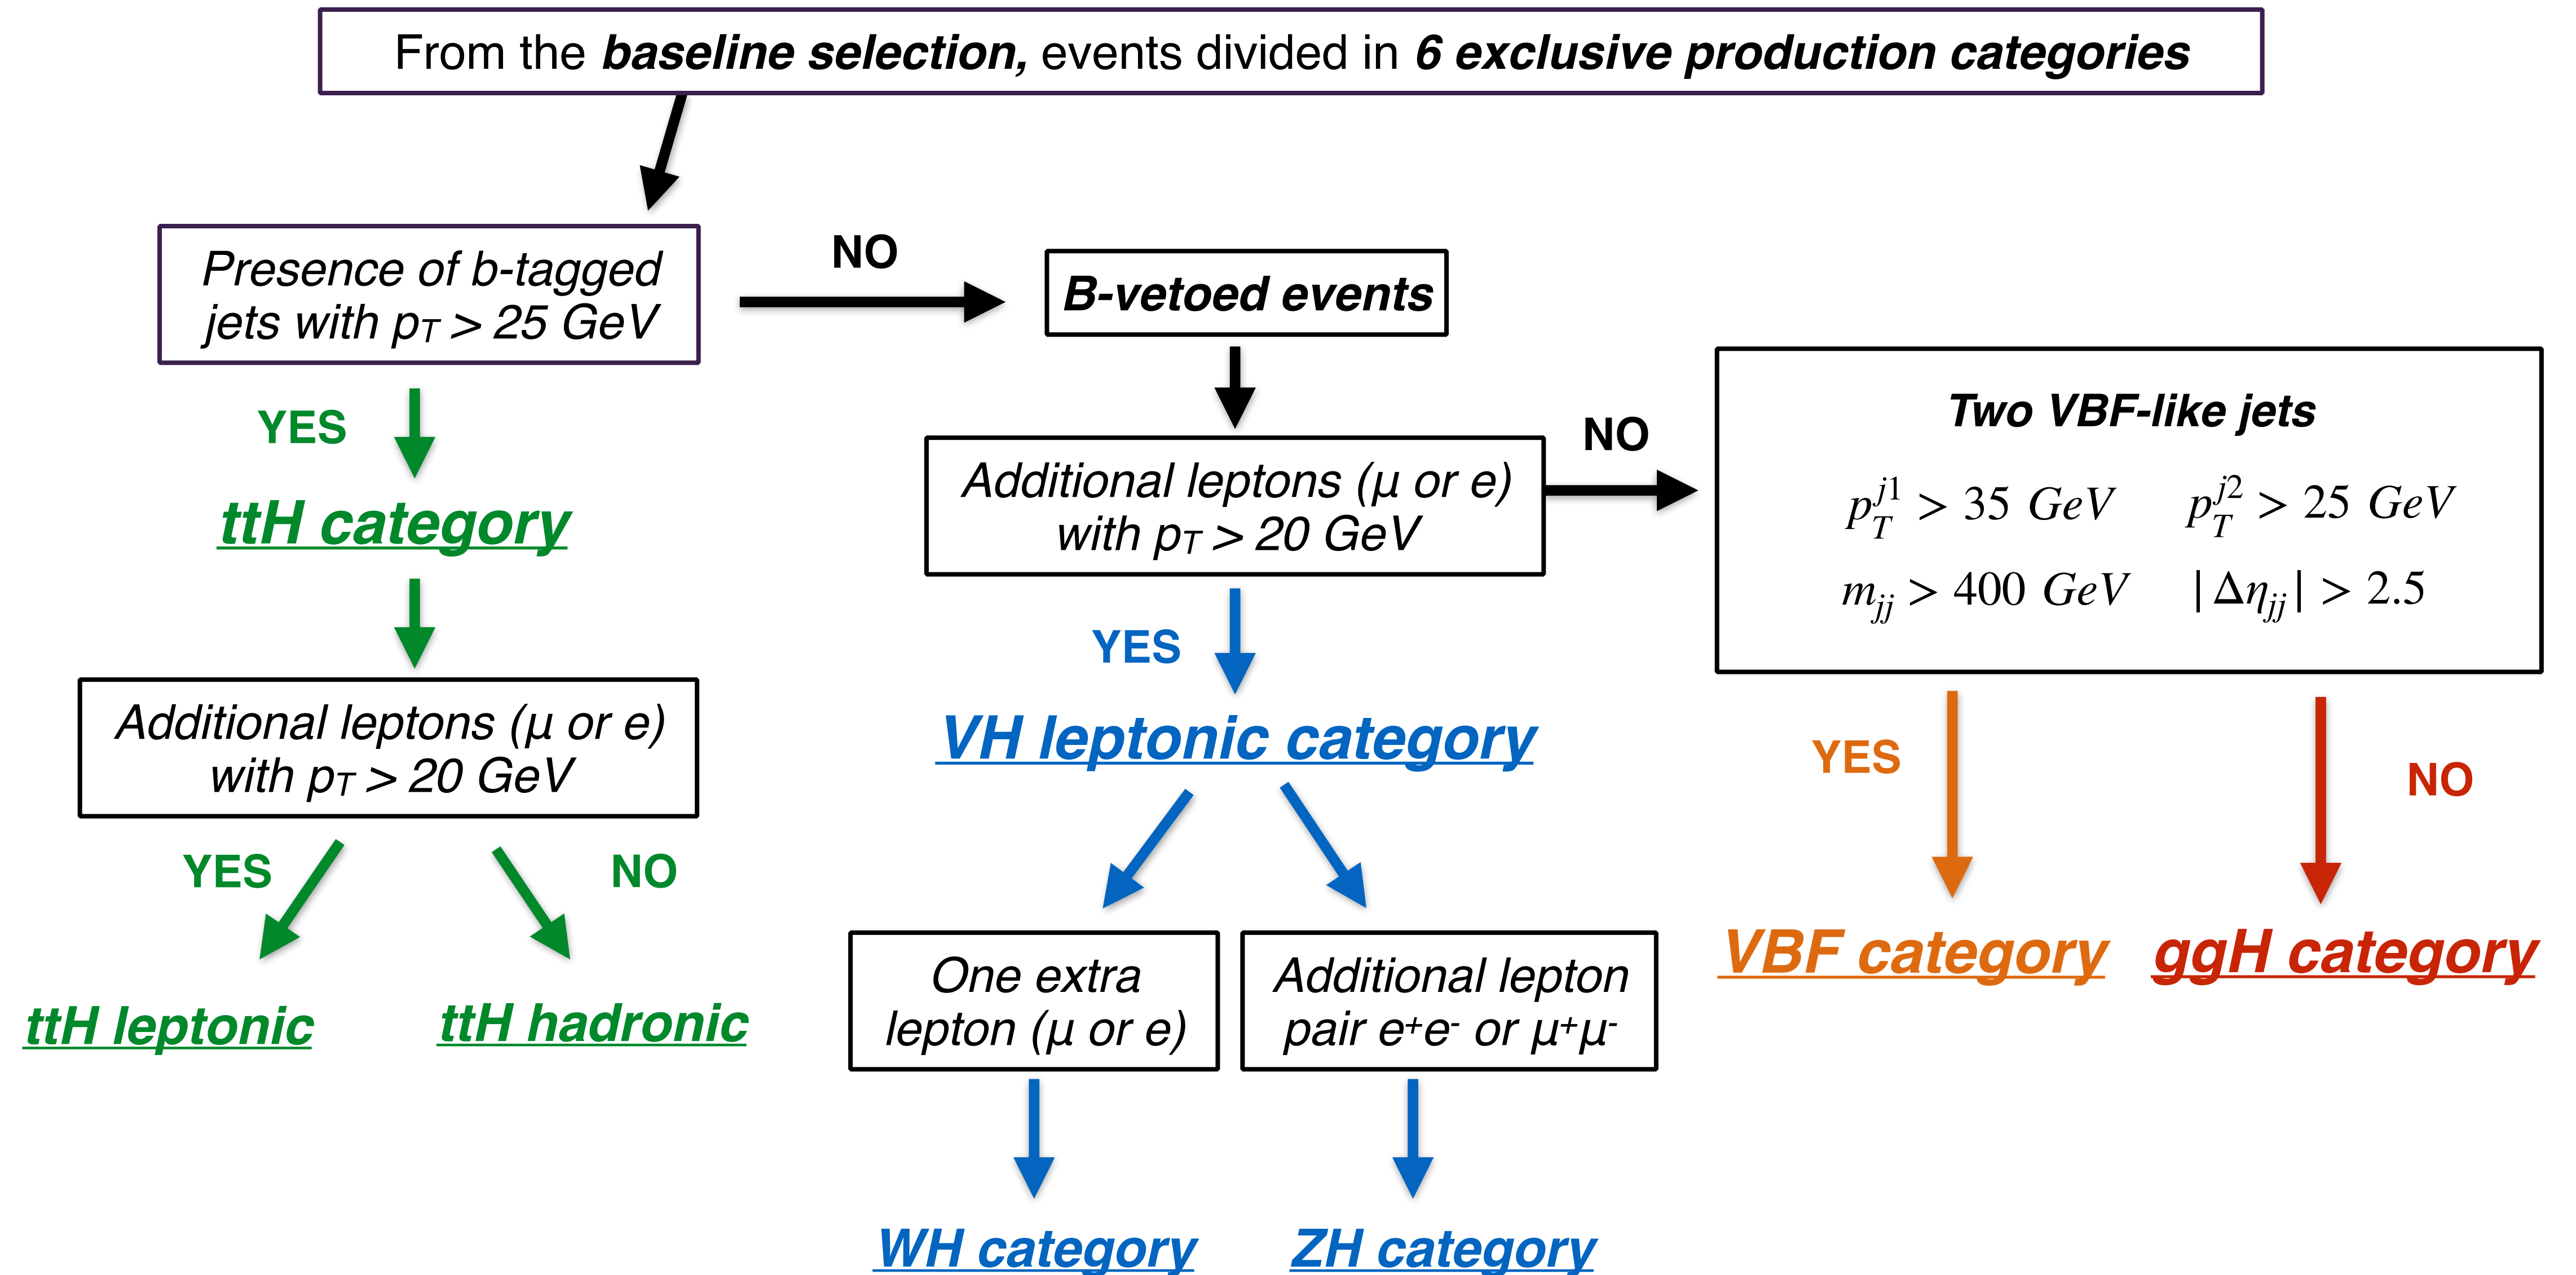 From the baseline selection, events divided in 6 exclusive production categories
Presence of b-tagged
jets with pT > 25 GeV
NO
B-vetoed events
YES
ttH category
Additional leptons (μ or e)
with pT > 20 GeV
YES
NO
ttH leptonic
ttH hadronic
Additional leptons (μ or e)
with pT > 20 GeV
NO
YES
VH leptonic category
One extra
lepton (μ or e)
Additional lepton
pair e⁺e⁻ or μ⁺μ⁻
WH category
ZH category
Two VBF-like jets
p_T^{j1} > 35 GeV p_T^{j2} > 25 GeV
m_{jj} > 400 GeV |Δη_{jj}| > 2.5
YES
NO
VBF category
ggH category